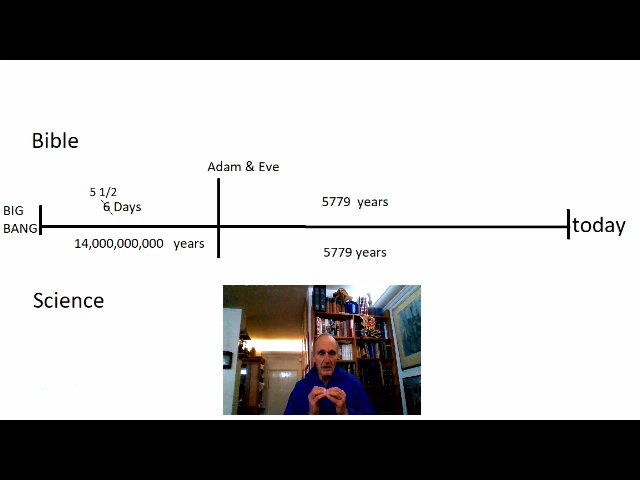 Bible
Adam & Eve
5 1/2
6 Days
5779 years
BIG
BANG
today
14,000,000,000 years
5779 years
Science